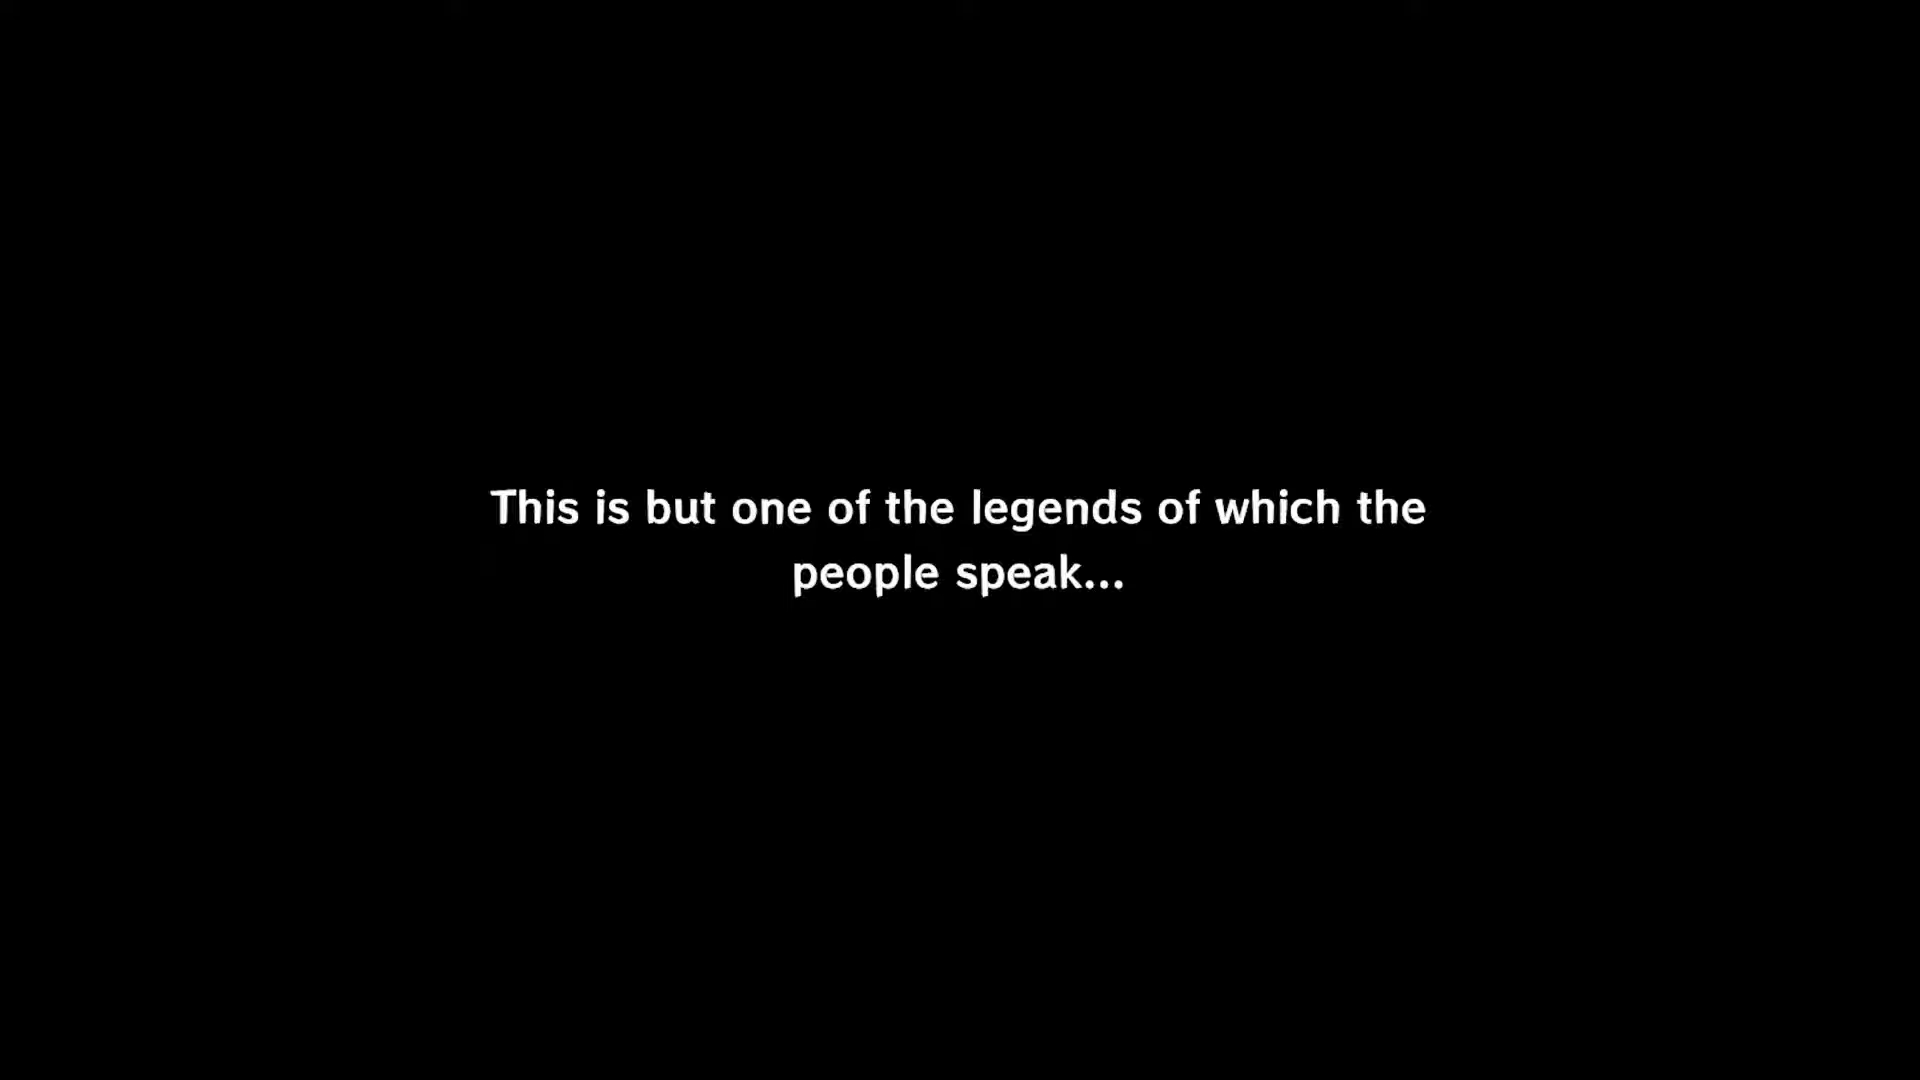 This is but one of the legends of which the
people speak...